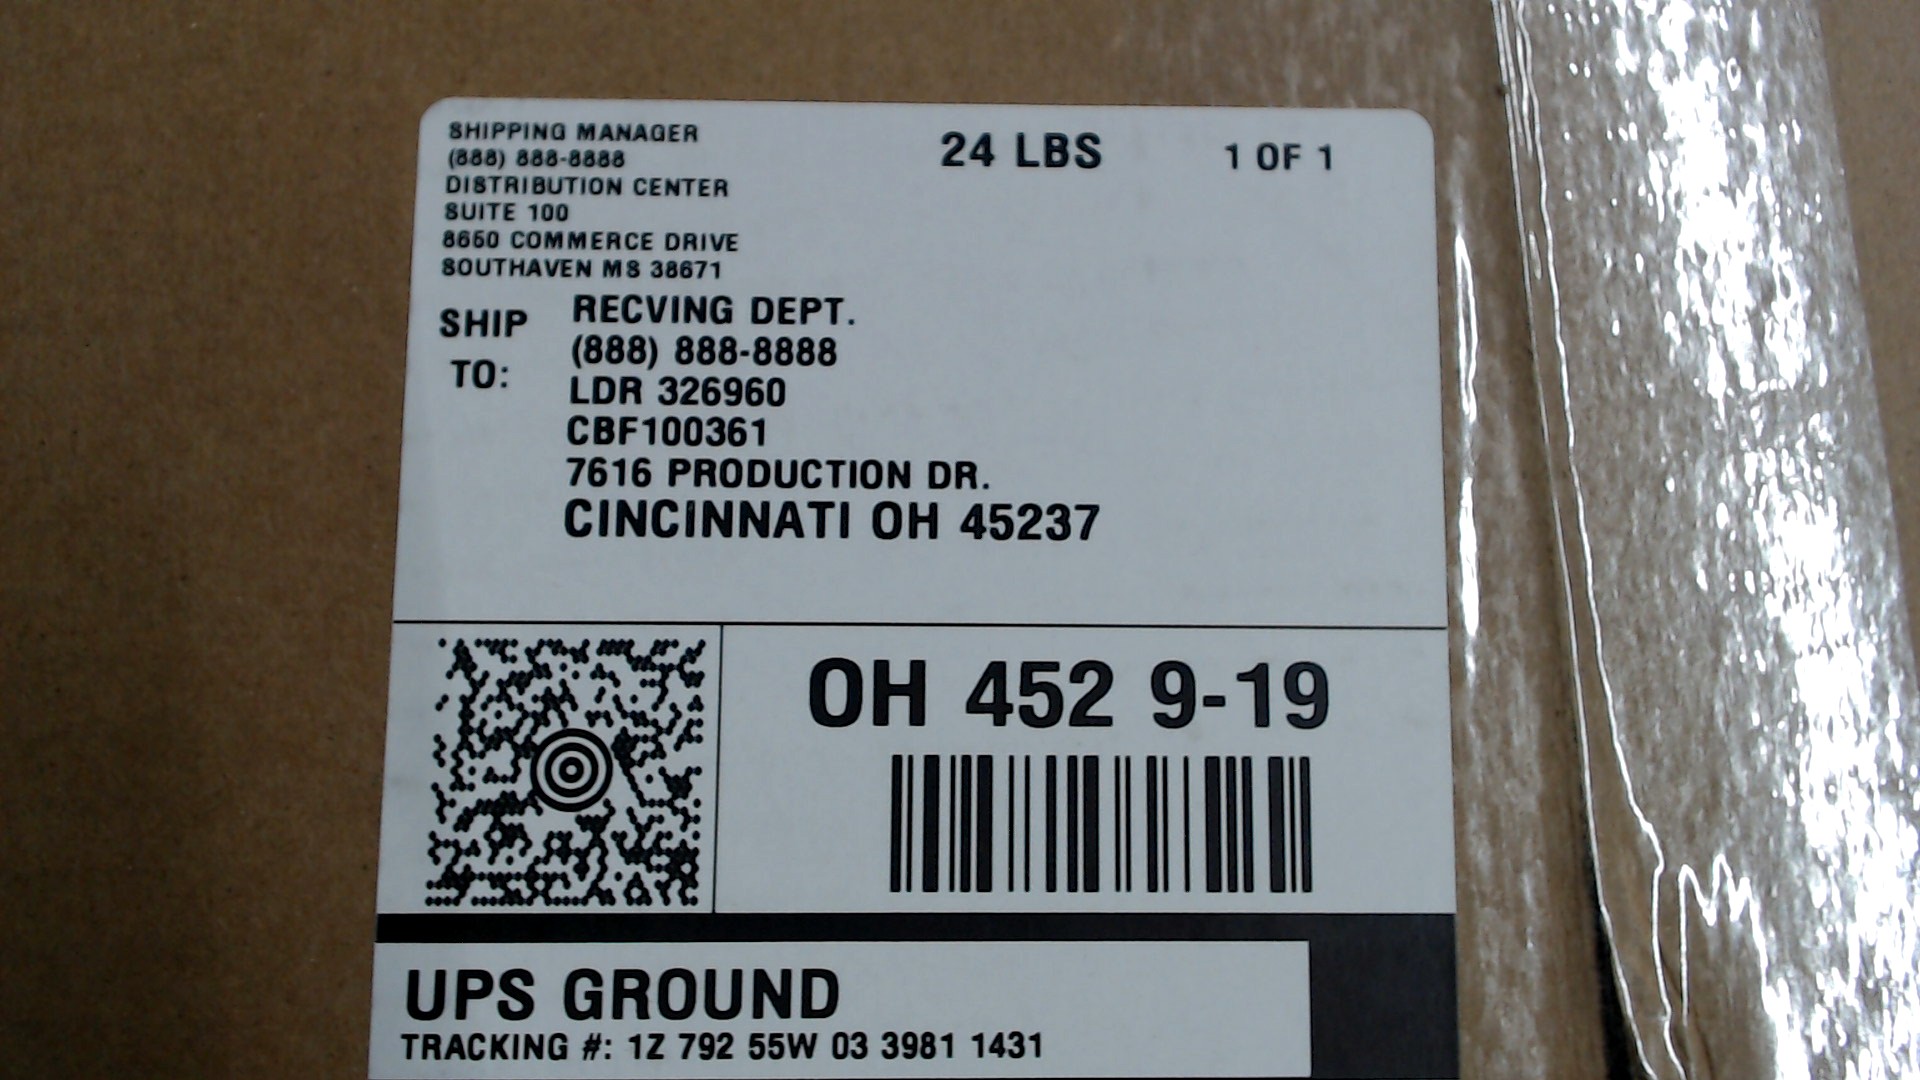 SHIPPING MANAGER
(888) 888-8888
DISTRIBUTION CENTER
SUITE 100
8650 COMMERCE DRIVE
SOUTHAVEN MS 38671
24 LBS
1 OF 1
SHIP TO:
RECVING DEPT.
(888) 888-8888
LDR 326960
CBF100361
7616 PRODUCTION DR.
CINCINNATI OH 45237
OH 452 9-19
UPS GROUND
TRACKING #: 1Z 792 55W 03 3981 1431